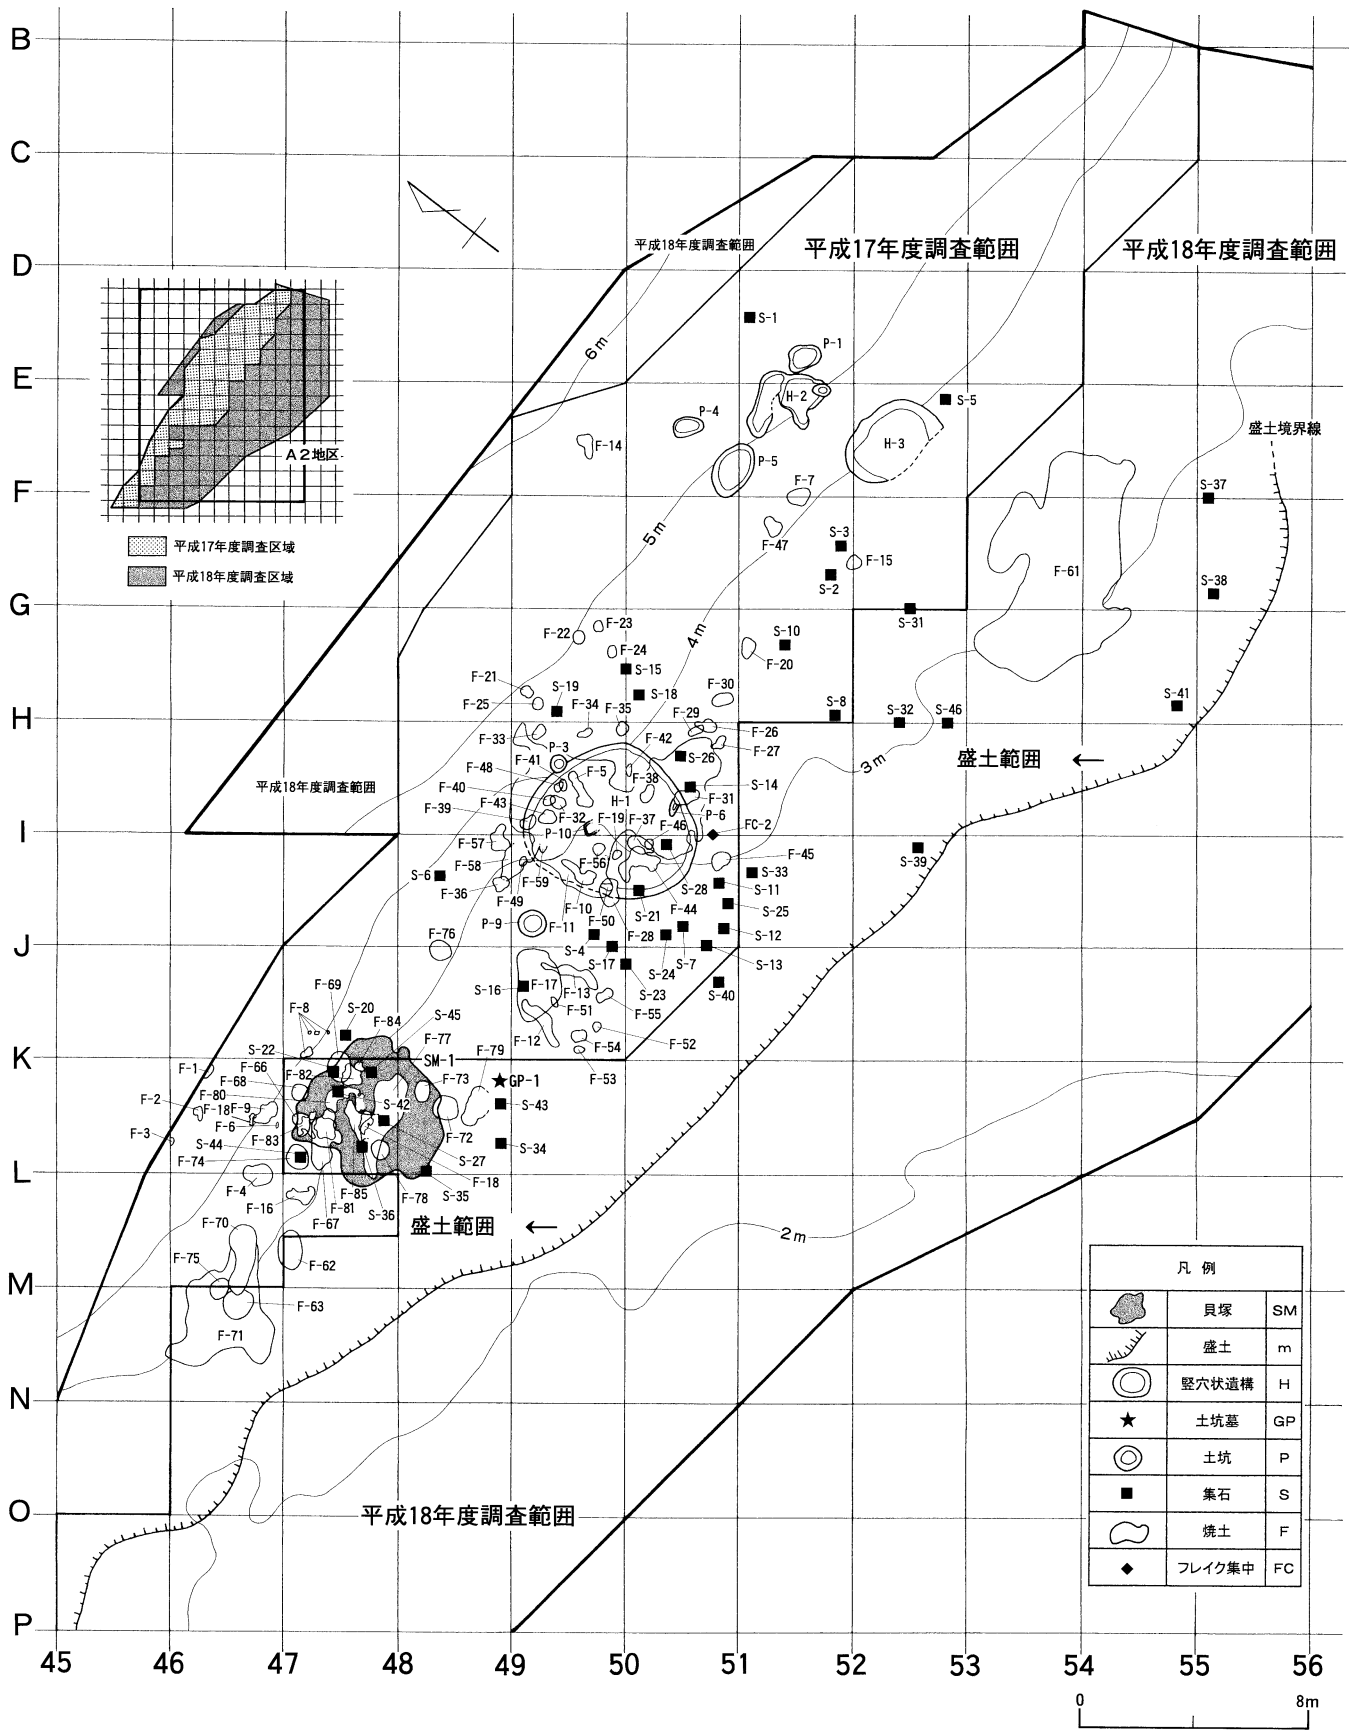 B
C
D
E
F
G
H
I
J
K
L
M
N
O
P
45 46 47 48 49 50 51 52 53 54 55 56
0 8m
平成18年度調査範囲
平成17年度調査範囲
平成18年度調査範囲
A2地区
平成17年度調査区域
平成18年度調査区域
6m
S-1
P-1
H-2
P-4
S-5
H-3
F-14
P-5
盛土境界線
F-7
S-37
5m
F-47
S-3
F-15
S-2
F-61
S-38
S-31
F-22
F-23
4m
S-10
F-24
F-20
S-15
F-21
S-19
S-18
F-30
F-25
F-34
F-35
F-29
S-8
S-32
S-46
S-41
F-33
P-3
F-42
F-26
F-27
F-41
S-26
3m
盛土範囲
F-48
F-5
F-38
S-14
F-40
H-1
F-31
平成18年度調査範囲
F-43
F-32
F-19
F-37
P-6
F-39
P-10
F-46
FC-2
F-57
F-56
F-45
S-39
F-58
S-6
F-36
F-59
S-28
S-33
S-11
F-49
F-10
F-50
S-21
F-44
S-25
P-9
F-11
F-28
S-12
F-76
S-4
S-17
S-24
S-7
S-13
F-69
S-16
F-17
F-13
S-23
S-40
F-8
S-20
S-45
F-51
F-55
F-84
F-77
F-12
F-54
F-52
S-22
SM-1
F-79
F-53
F-1
F-66
F-82
F-73
GP-1
F-68
F-2
F-80
S-42
S-43
F-18
F-9
F-6
F-3
F-83
F-72
S-34
S-44
S-27
F-74
F-18
F-4
F-85
F-78
S-35
F-16
F-81
S-36
F-67
F-70
盛土範囲
2m
F-75
F-62
F-63
F-71
平成18年度調査範囲
凡例
貝塚 SM
盛土 m
竪穴状遺構 H
土坑墓 GP
土坑 P
集石 S
焼土 F
フレイク集中 FC